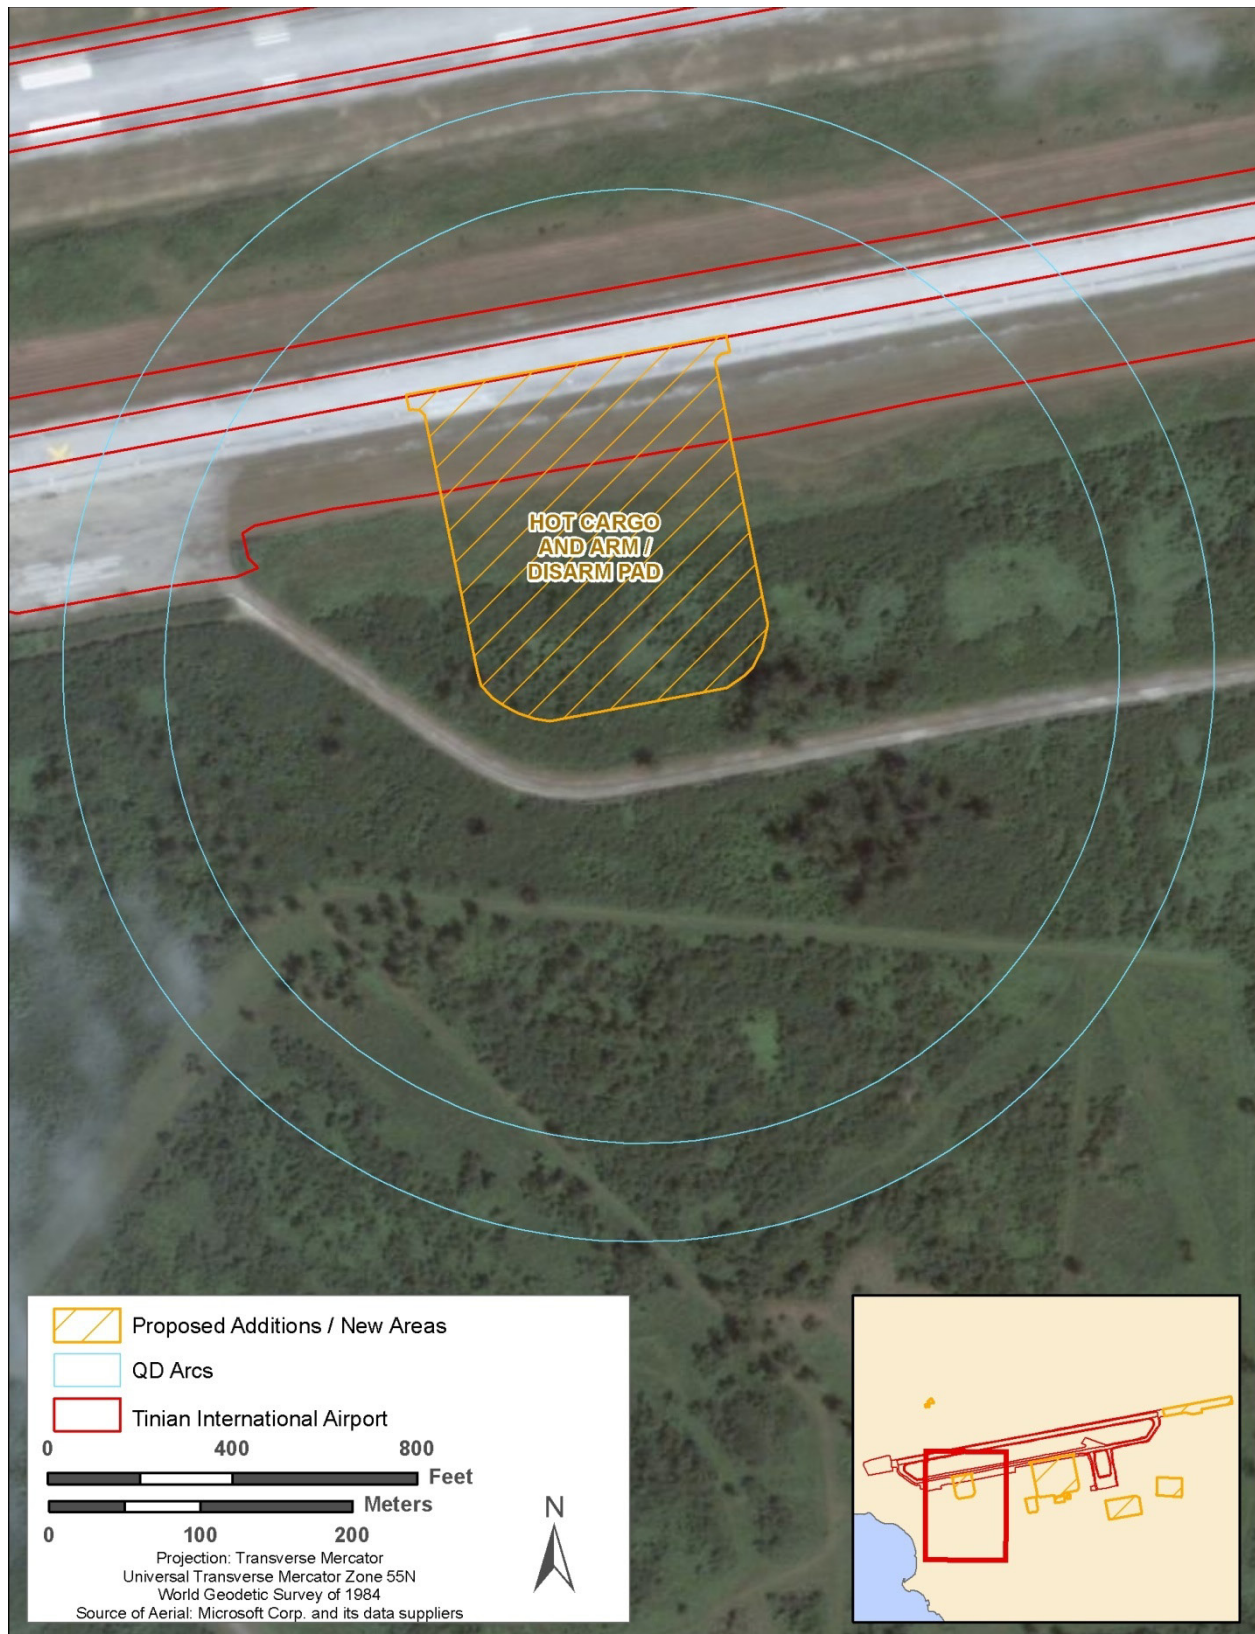 HOT CARGO
AND ARM /
DISARM PAD
Proposed Additions / New Areas
QD Arcs
Tinian International Airport
0 400 800
Feet
Meters
0 100 200
Projection: Transverse Mercator
Universal Transverse Mercator Zone 55N
World Geodetic Survey of 1984
Source of Aerial: Microsoft Corp. and its data suppliers
N